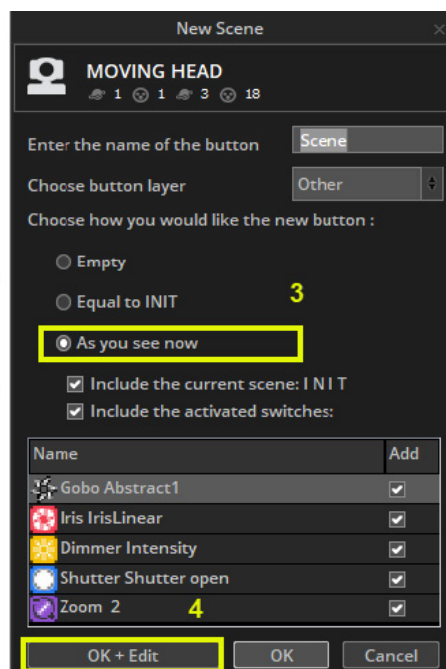 New Scene
MOVING HEAD
1 1 3 18
Enter the name of the button Scene
Choose button layer Other
Choose how you would like the new button :
Empty
Equal to INIT
3
As you see now
Include the current scene: I N I T
Include the activated switches:
Name Add
Gobo Abstract1
Iris IrisLinear
Dimmer Intensity
Shutter Shutter open
Zoom 2
4
OK + Edit OK Cancel